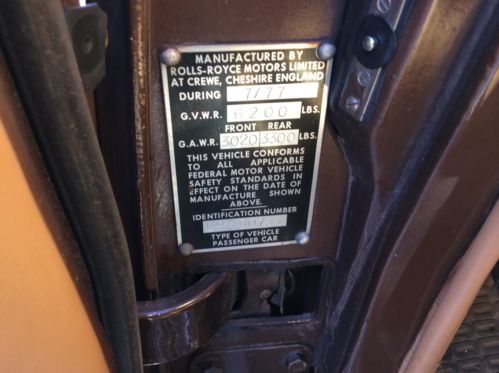 MANUFACTURED BY
ROLLS-ROYCE MOTORS LIMITED
AT CREWE, CHESHIRE ENGLAND
DURING 7/77
G.V.W.R. 6200 LBS.
FRONT REAR
G.A.W.R. 3020 3300 LBS.
THIS VEHICLE CONFORMS
TO ALL APPLICABLE
FEDERAL MOTOR VEHICLE
SAFETY STANDARDS IN
EFFECT ON THE DATE OF
MANUFACTURE SHOWN
ABOVE.
IDENTIFICATION NUMBER
TYPE OF VEHICLE
PASSENGER CAR